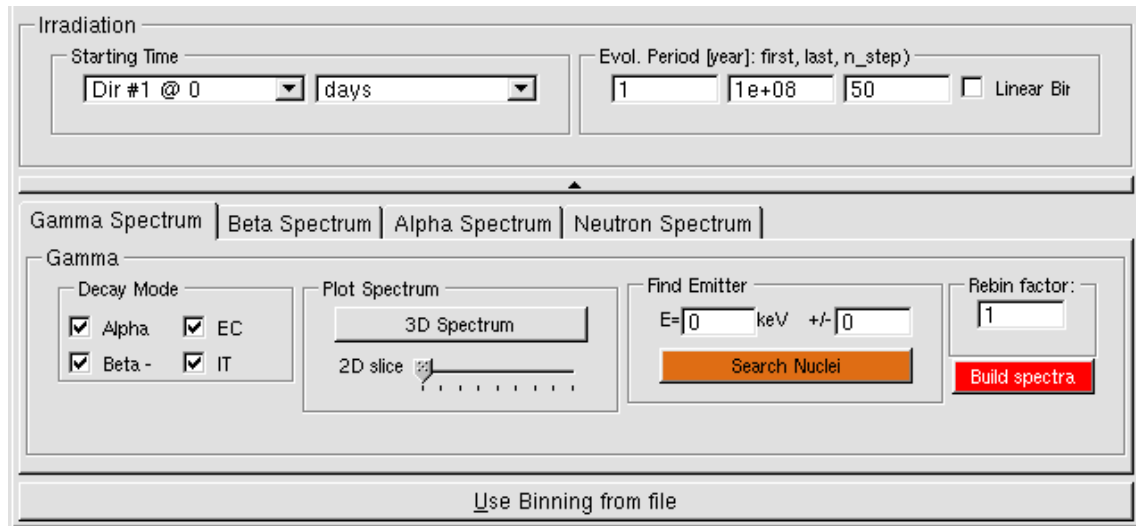 Irradiation
Starting Time
Dir #1 @ 0
days
Evol. Period [year]: first, last, n_step)
1
1e+08
50
Linear Bir
Gamma Spectrum
Beta Spectrum
Alpha Spectrum
Neutron Spectrum
Gamma
Decay Mode
Alpha
EC
Beta -
IT
Plot Spectrum
3D Spectrum
2D slice
Find Emitter
E= 0 keV +/- 0
Search Nuclei
Rebin factor:
1
Build spectra
Use Binning from file